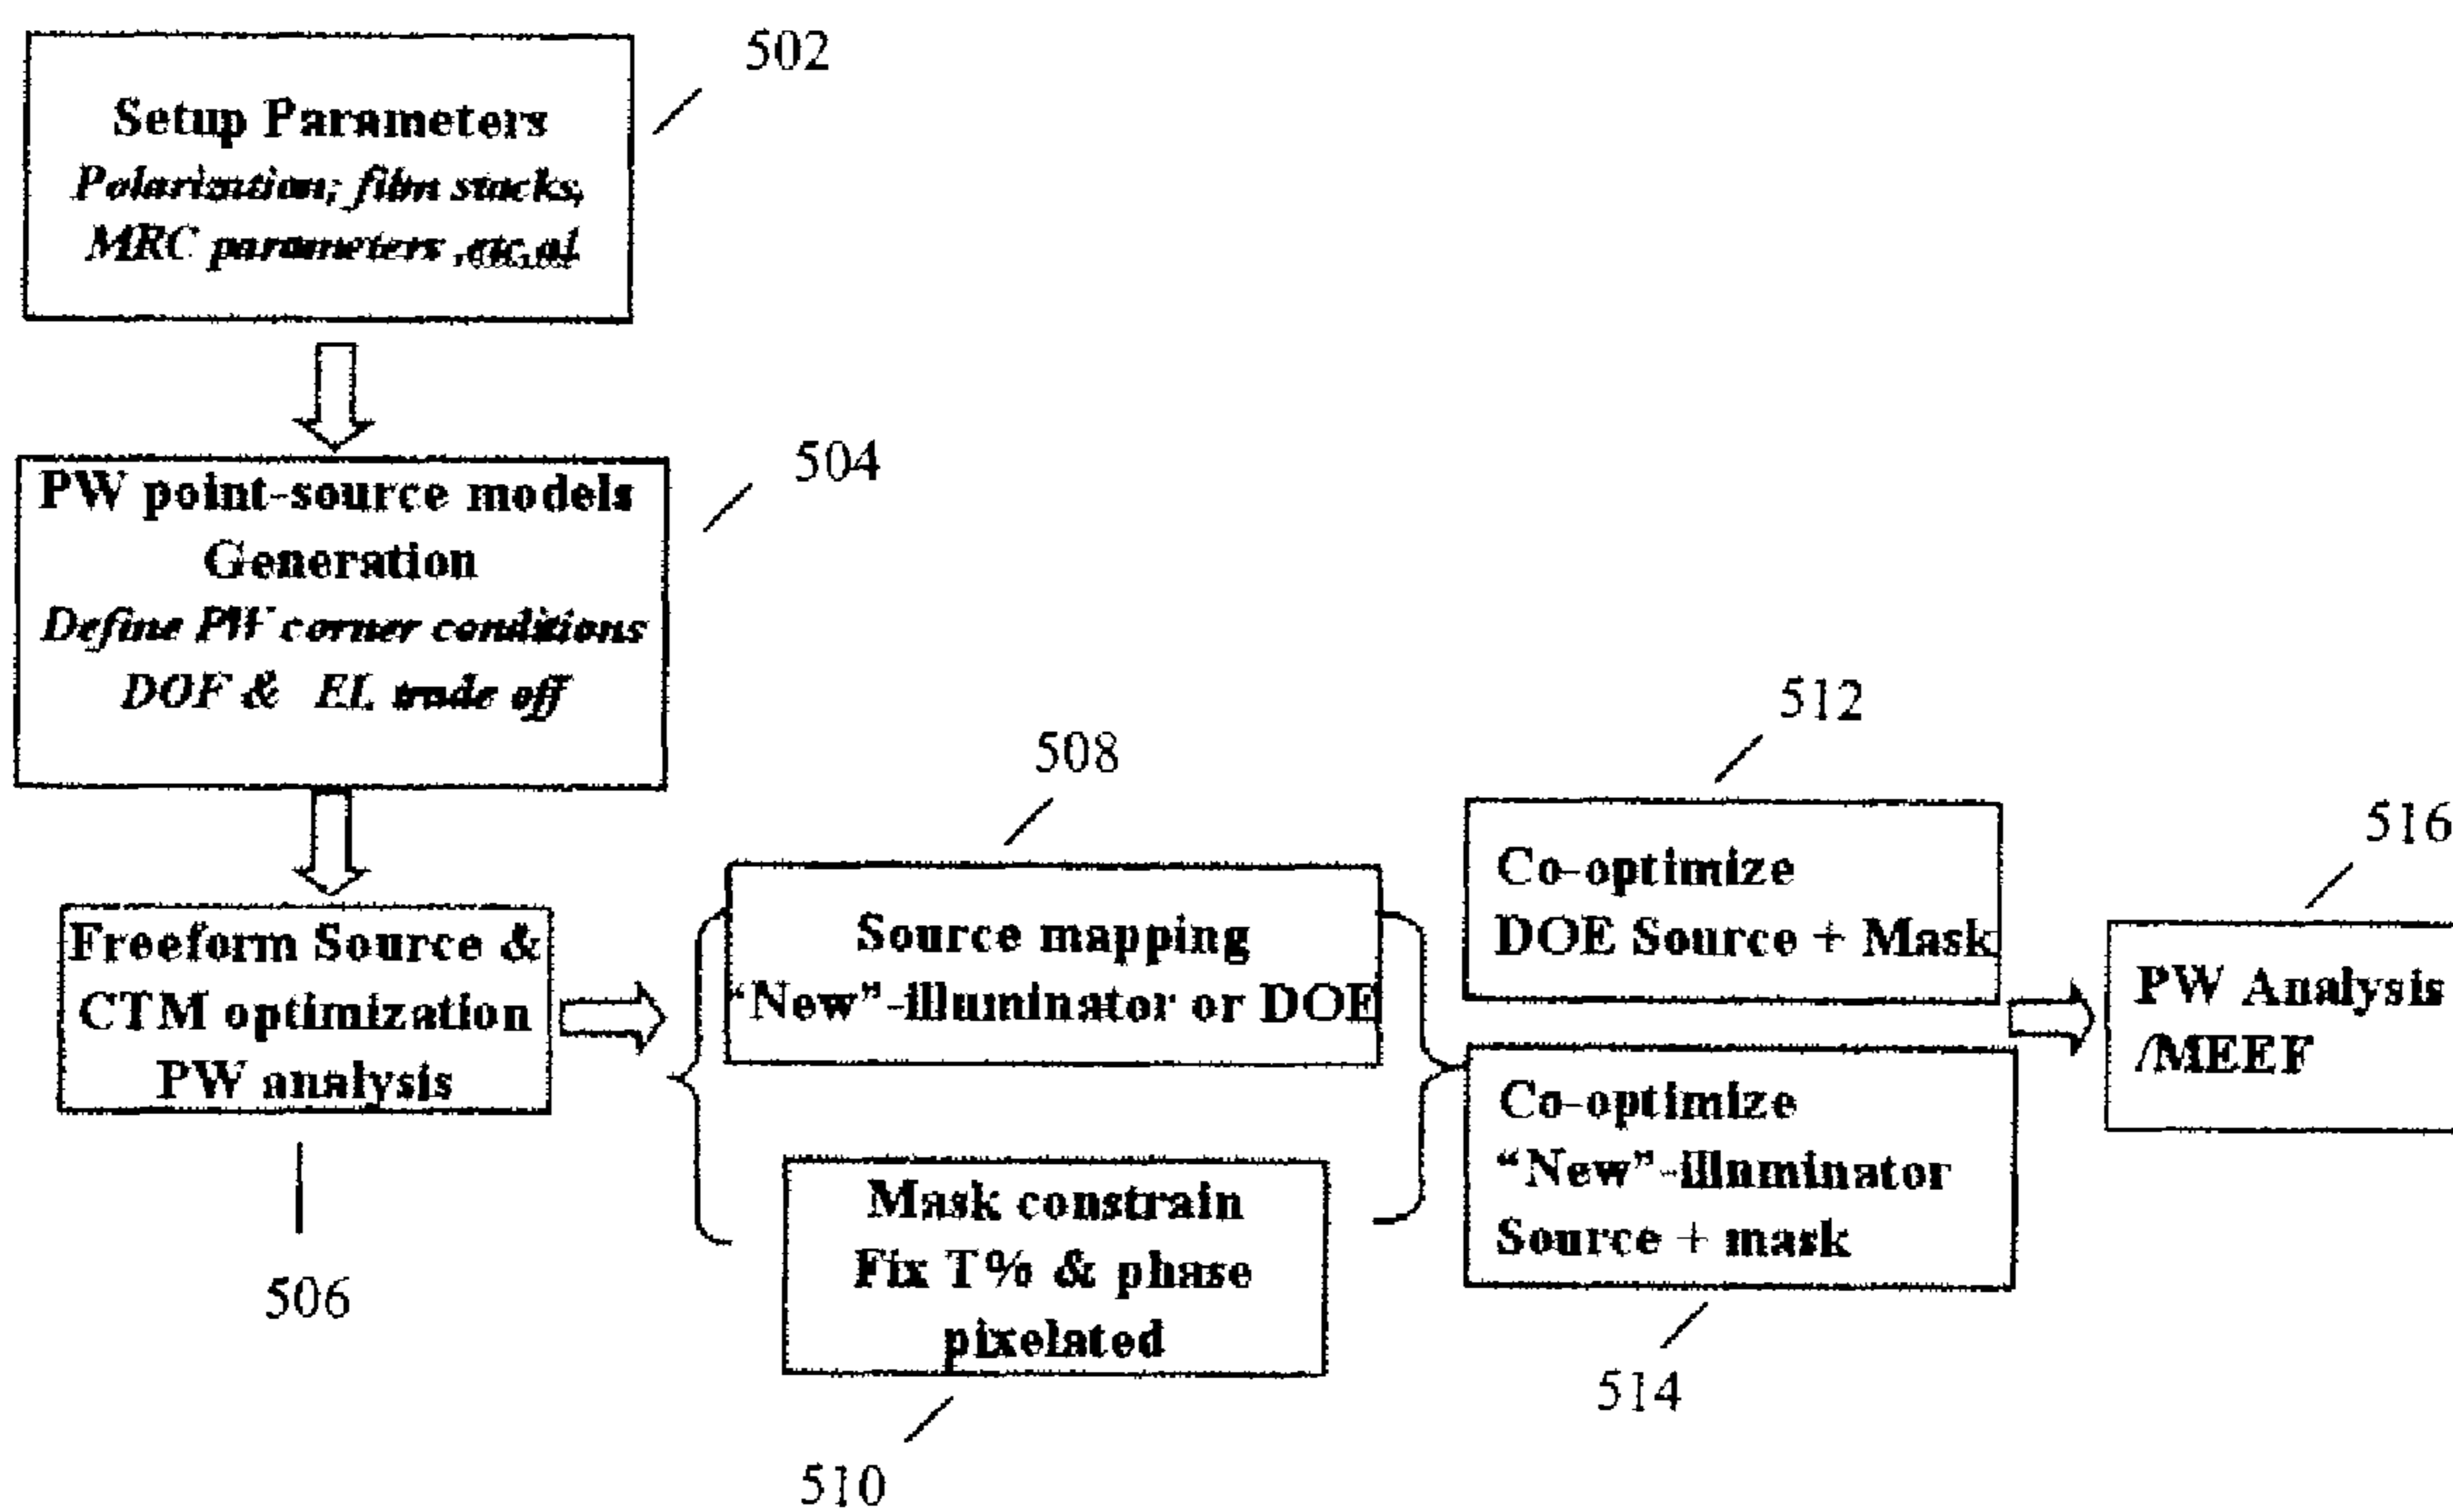 502
Setup Parameters
Polarization; film stacks,
MRC parameters ,etc.al
504
PW point-source models
Generation
Define PW corner conditions
DOF & EL trade off
Freeform Source &
CTM optimization
PW analysis
506
508
Source mapping
“New”-illuminator or DOE
Mask constrain
Fix T% & phase
pixelated
510
512
Co-optimize
DOE Source + Mask
Co-optimize
“New”-illuminator
Source + mask
514
516
PW Analysis
/MEEF